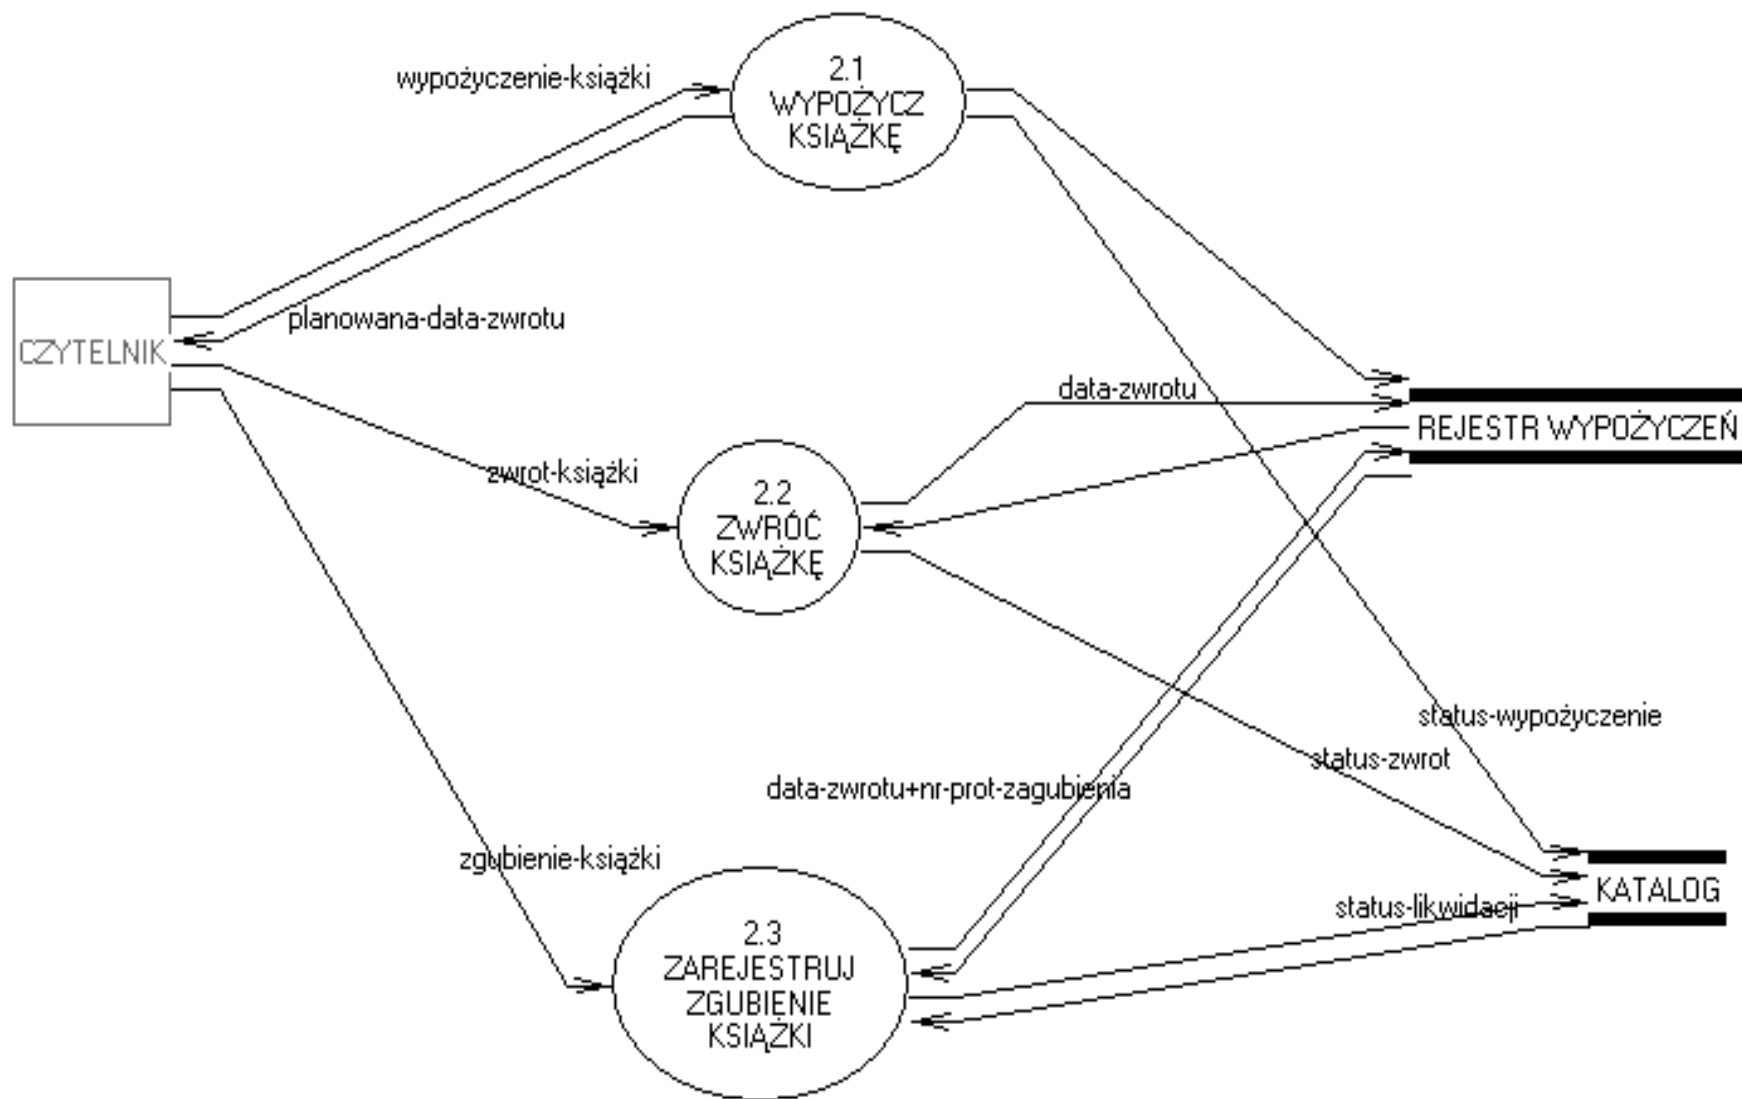 2.1
WYPOŻYCZ
KSIĄŻKĘ
wypożyczenie-książki
planowana-data-zwrotu
CZYTELNIK
data-zwrotu
REJESTR WYPOŻYCZEŃ
zwrot-książki
2.2
ZWRÓĆ
KSIĄŻKĘ
status-wypożyczenie
status-zwrot
data-zwrotu+nr-prot-zagubienia
zgubienie-książki
KATALOG
status-likwidacji
2.3
ZAREJESTRUJ
ZGUBIENIE
KSIĄŻKI